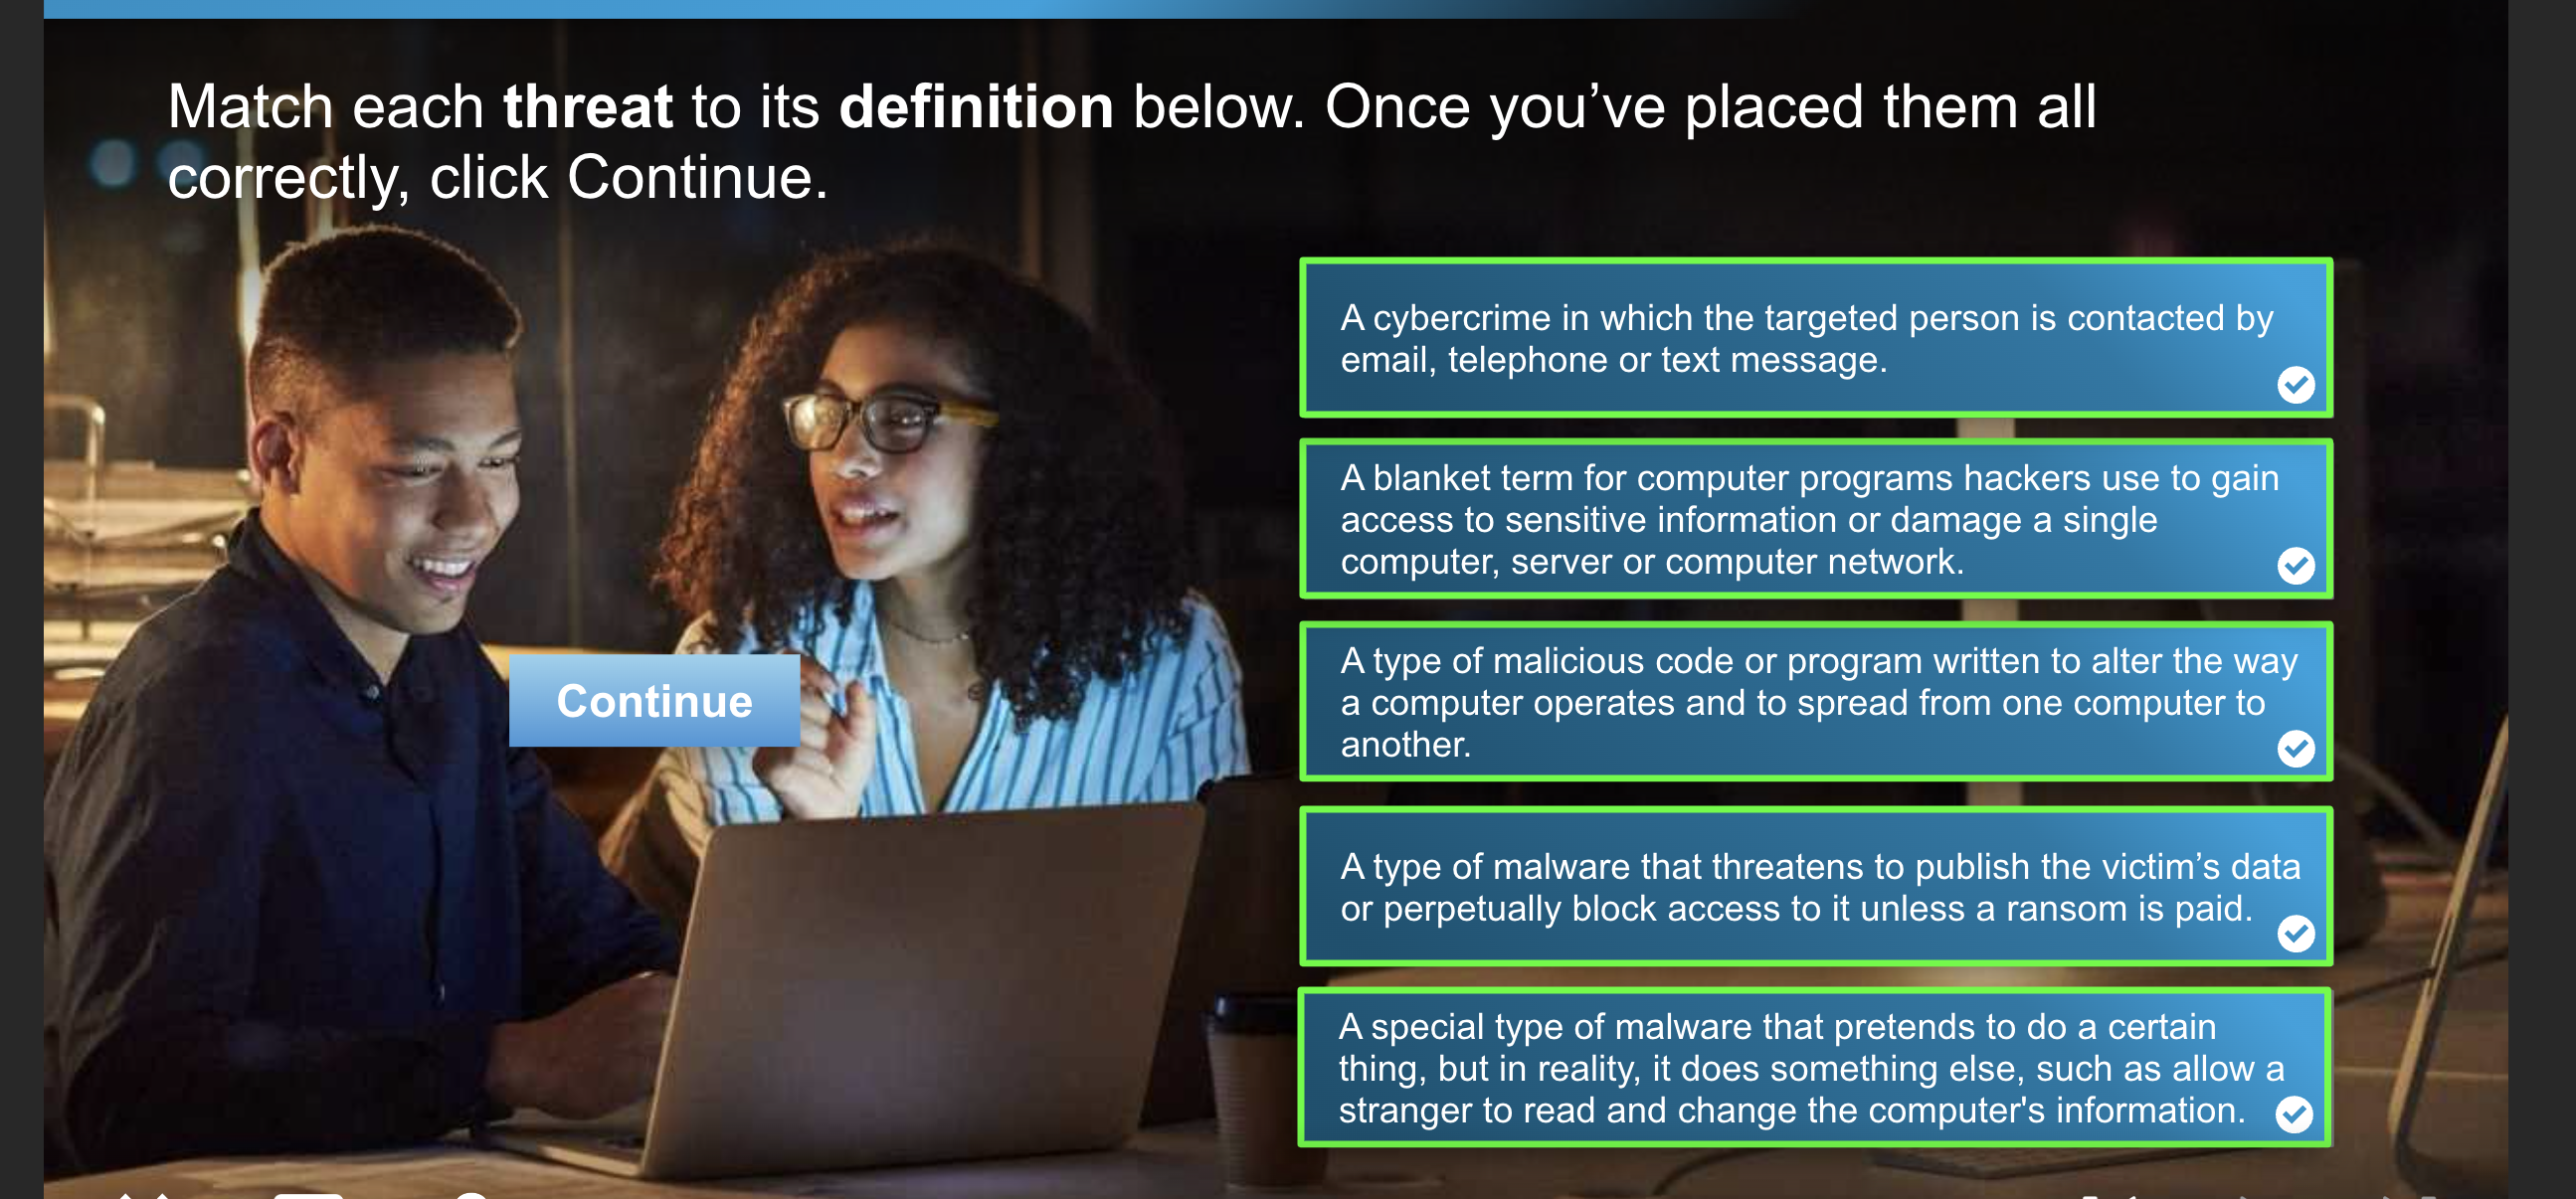 Match each threat to its definition below. Once you’ve placed them all
correctly, click Continue.
A cybercrime in which the targeted person is contacted by
email, telephone or text message.
A blanket term for computer programs hackers use to gain
access to sensitive information or damage a single
computer, server or computer network.
A type of malicious code or program written to alter the way
a computer operates and to spread from one computer to
another.
Continue
A type of malware that threatens to publish the victim’s data
or perpetually block access to it unless a ransom is paid.
A special type of malware that pretends to do a certain
thing, but in reality, it does something else, such as allow a
stranger to read and change the computer's information.